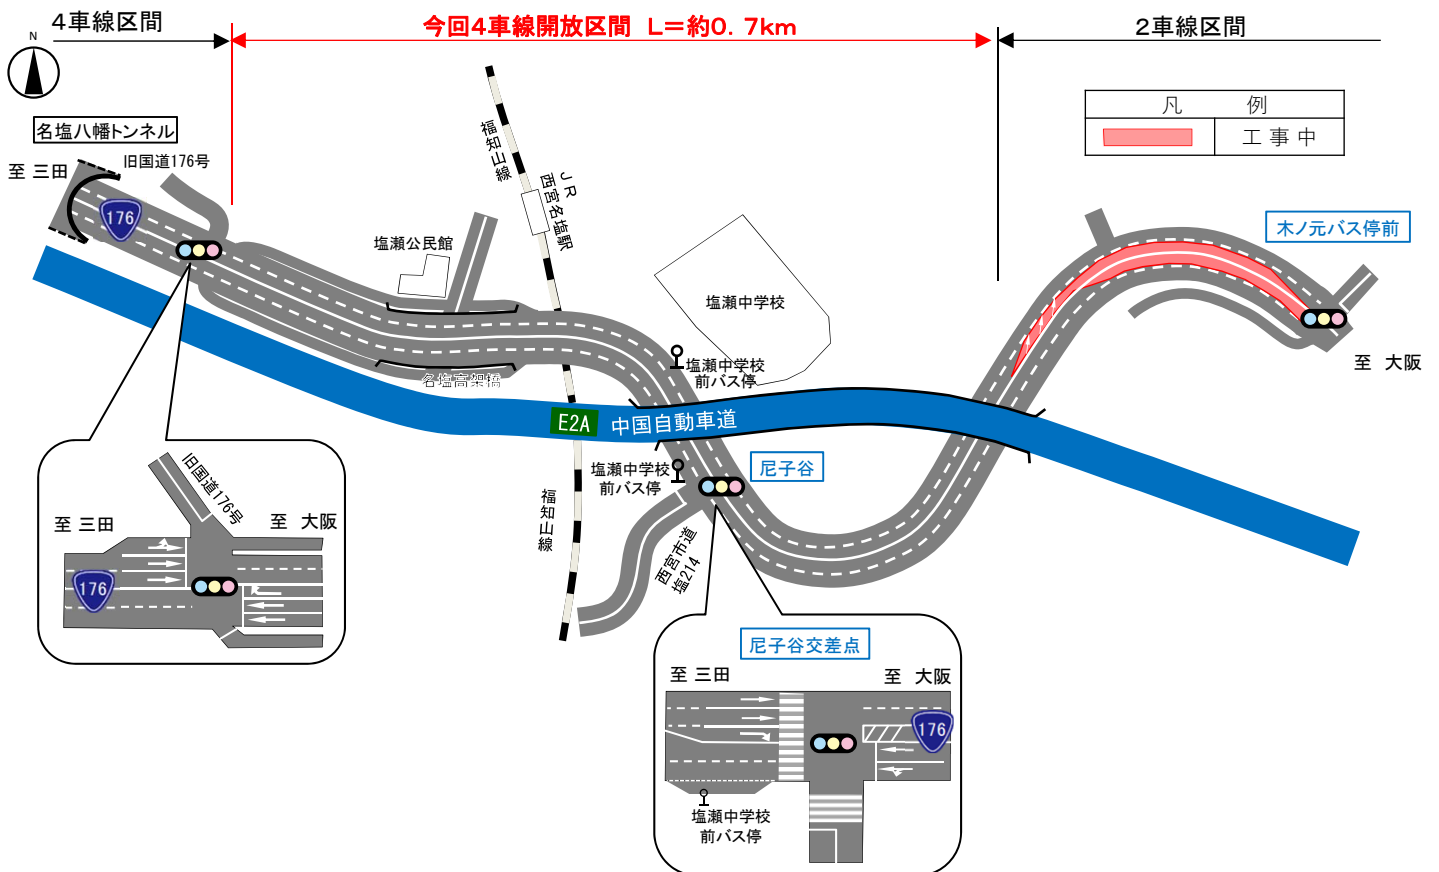 4車線区間
今回4車線開放区間 L=約0.7km
2車線区間
N
凡 例
工事中
名塩八幡トンネル
旧国道176号
至 三田
176
福知山線
JR
西宮名塩駅
塩瀬公民館
塩瀬中学校
木ノ元バス停前
至 大阪
塩瀬中学校
前バス停
名塩高架橋
E2A
中国自動車道
塩瀬中学校
前バス停
尼子谷
福知山線
西宮市道
塩214
旧国道176号
至 三田
至 大阪
176
尼子谷交差点
至 三田
至 大阪
176
塩瀬中学校
前バス停